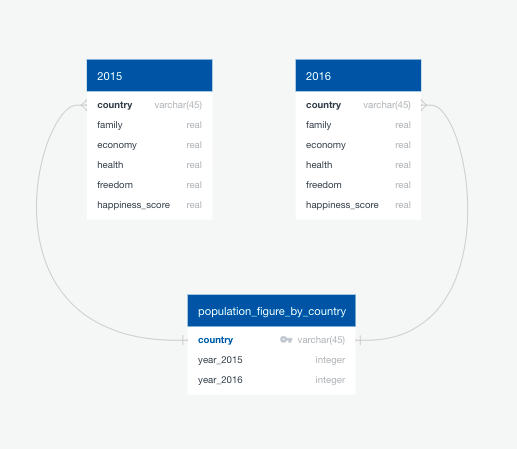 2015
country varchar(45)
family real
economy real
health real
freedom real
happiness_score real
2016
country varchar(45)
family real
economy real
health real
freedom real
happiness_score real
population_figure_by_country
country varchar(45)
year_2015 integer
year_2016 integer